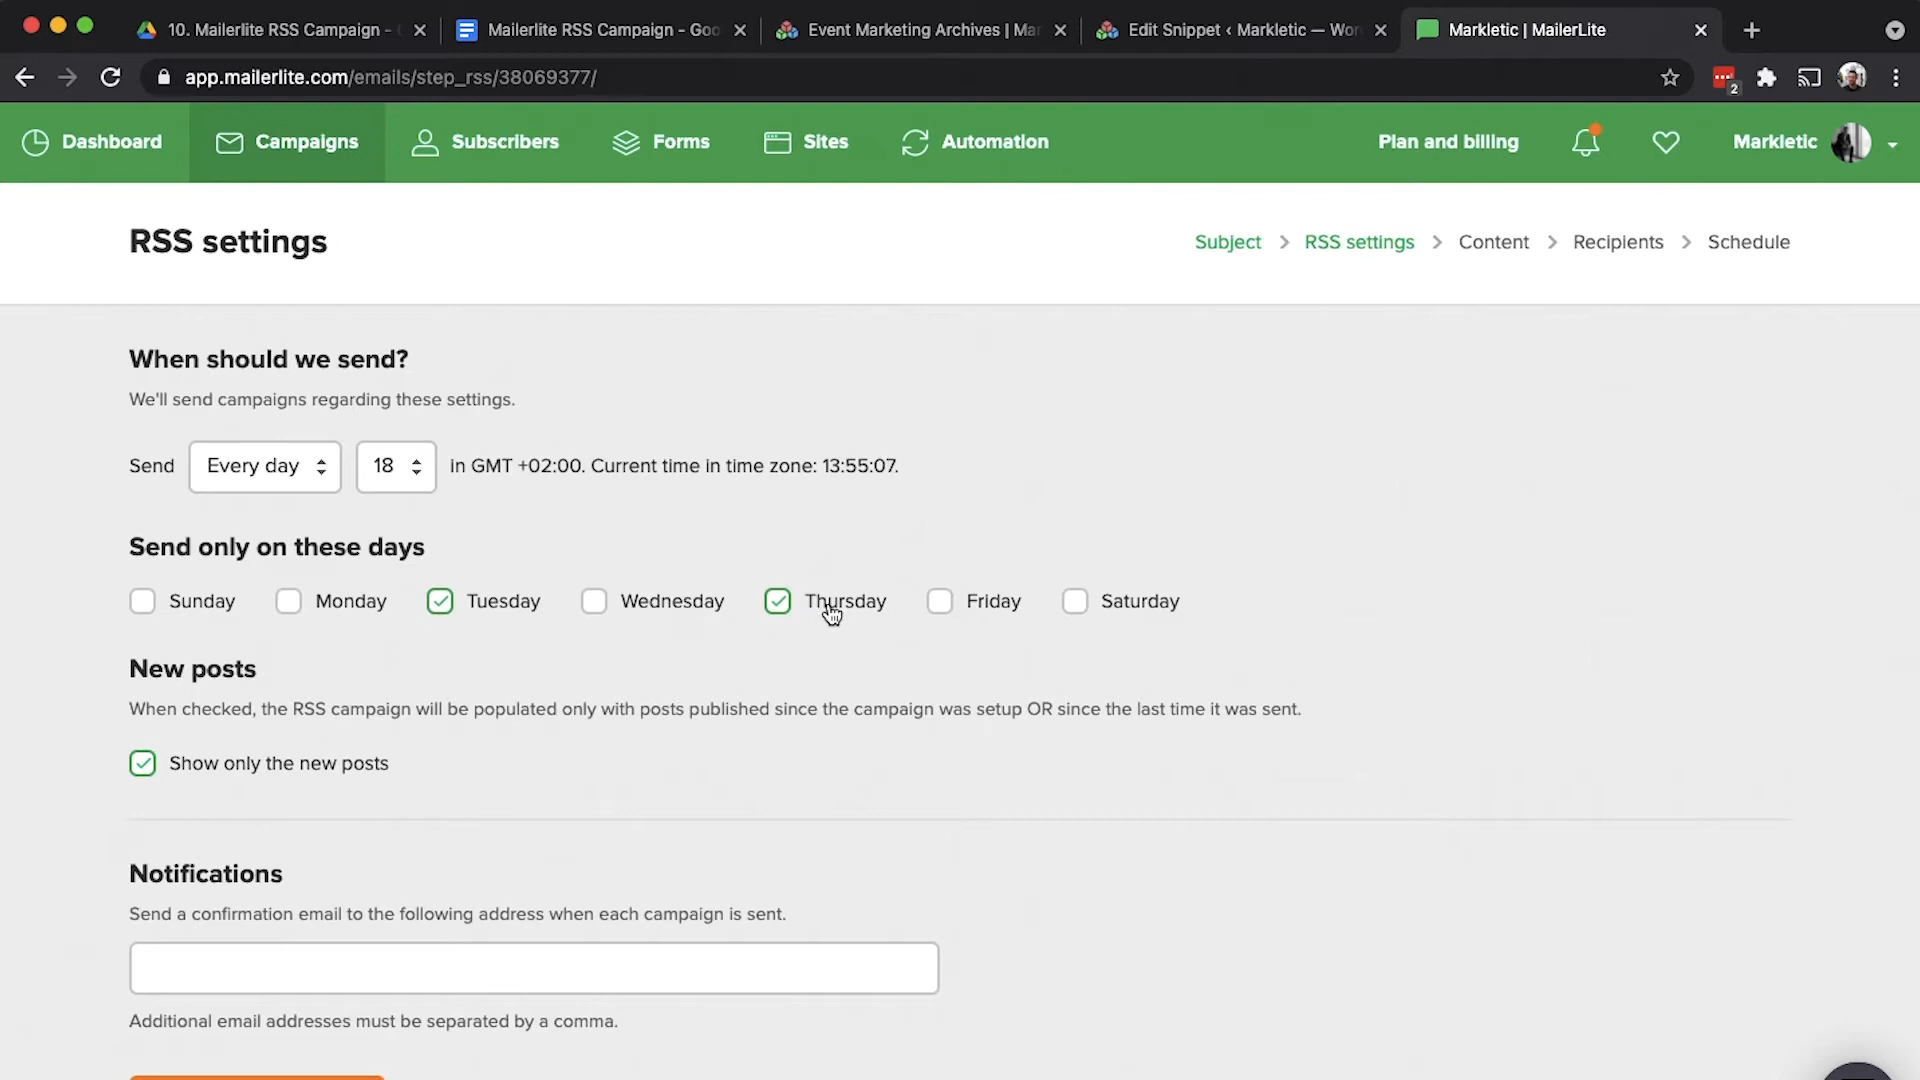 10. Mailerlite RSS Campaign -
Mailerlite RSS Campaign - Goo
Event Marketing Archives | Mar
Edit Snippet ‹ Markletic — Wor
Markletic | MailerLite
app.mailerlite.com/emails/step_rss/38069377/
2
Dashboard
Campaigns
Subscribers
Forms
Sites
Automation
Plan and billing
Markletic
RSS settings
Subject
RSS settings
Content
Recipients
Schedule
When should we send?
We'll send campaigns regarding these settings.
Send Every day 18 in GMT +02:00. Current time in time zone: 13:55:07.
Send only on these days
Sunday Monday Tuesday Wednesday Thursday Friday Saturday
New posts
When checked, the RSS campaign will be populated only with posts published since the campaign was setup OR since the last time it was sent.
Show only the new posts
Notifications
Send a confirmation email to the following address when each campaign is sent.
Additional email addresses must be separated by a comma.